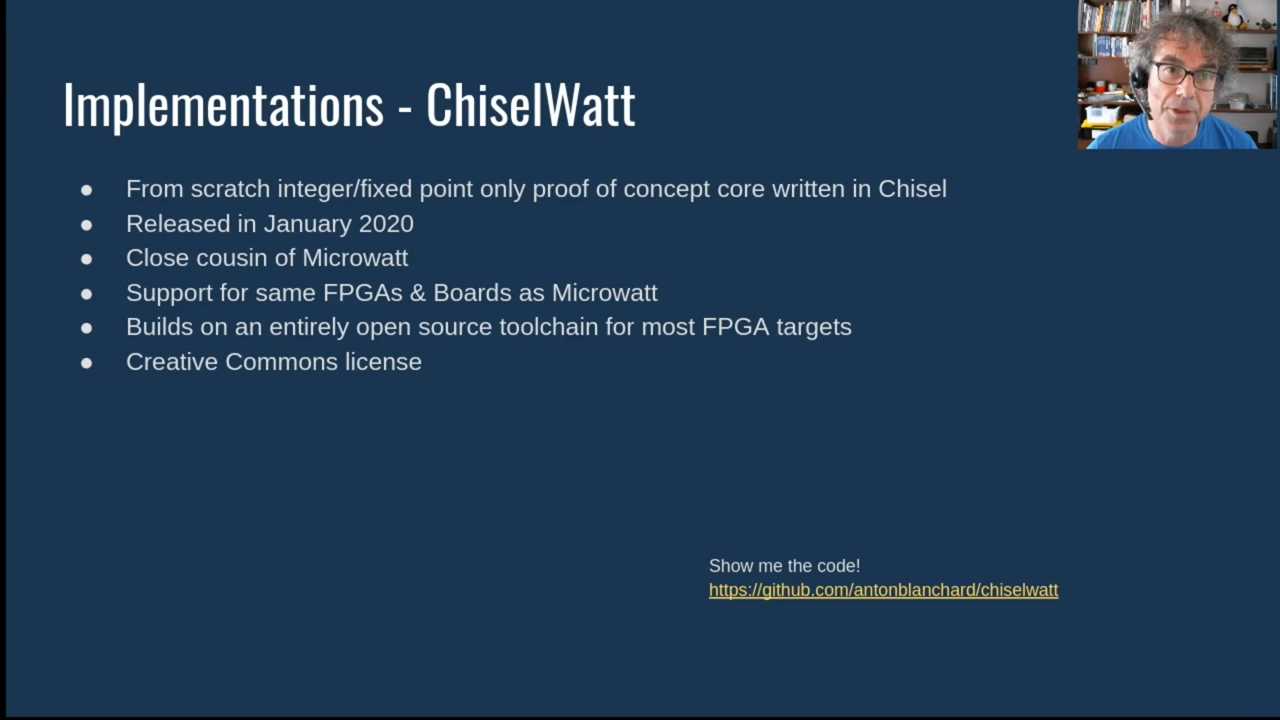 Implementations - ChiselWatt
● From scratch integer/fixed point only proof of concept core written in Chisel
● Released in January 2020
● Close cousin of Microwatt
● Support for same FPGAs & Boards as Microwatt
● Builds on an entirely open source toolchain for most FPGA targets
● Creative Commons license
Show me the code!
https://github.com/antonblanchard/chiselwatt